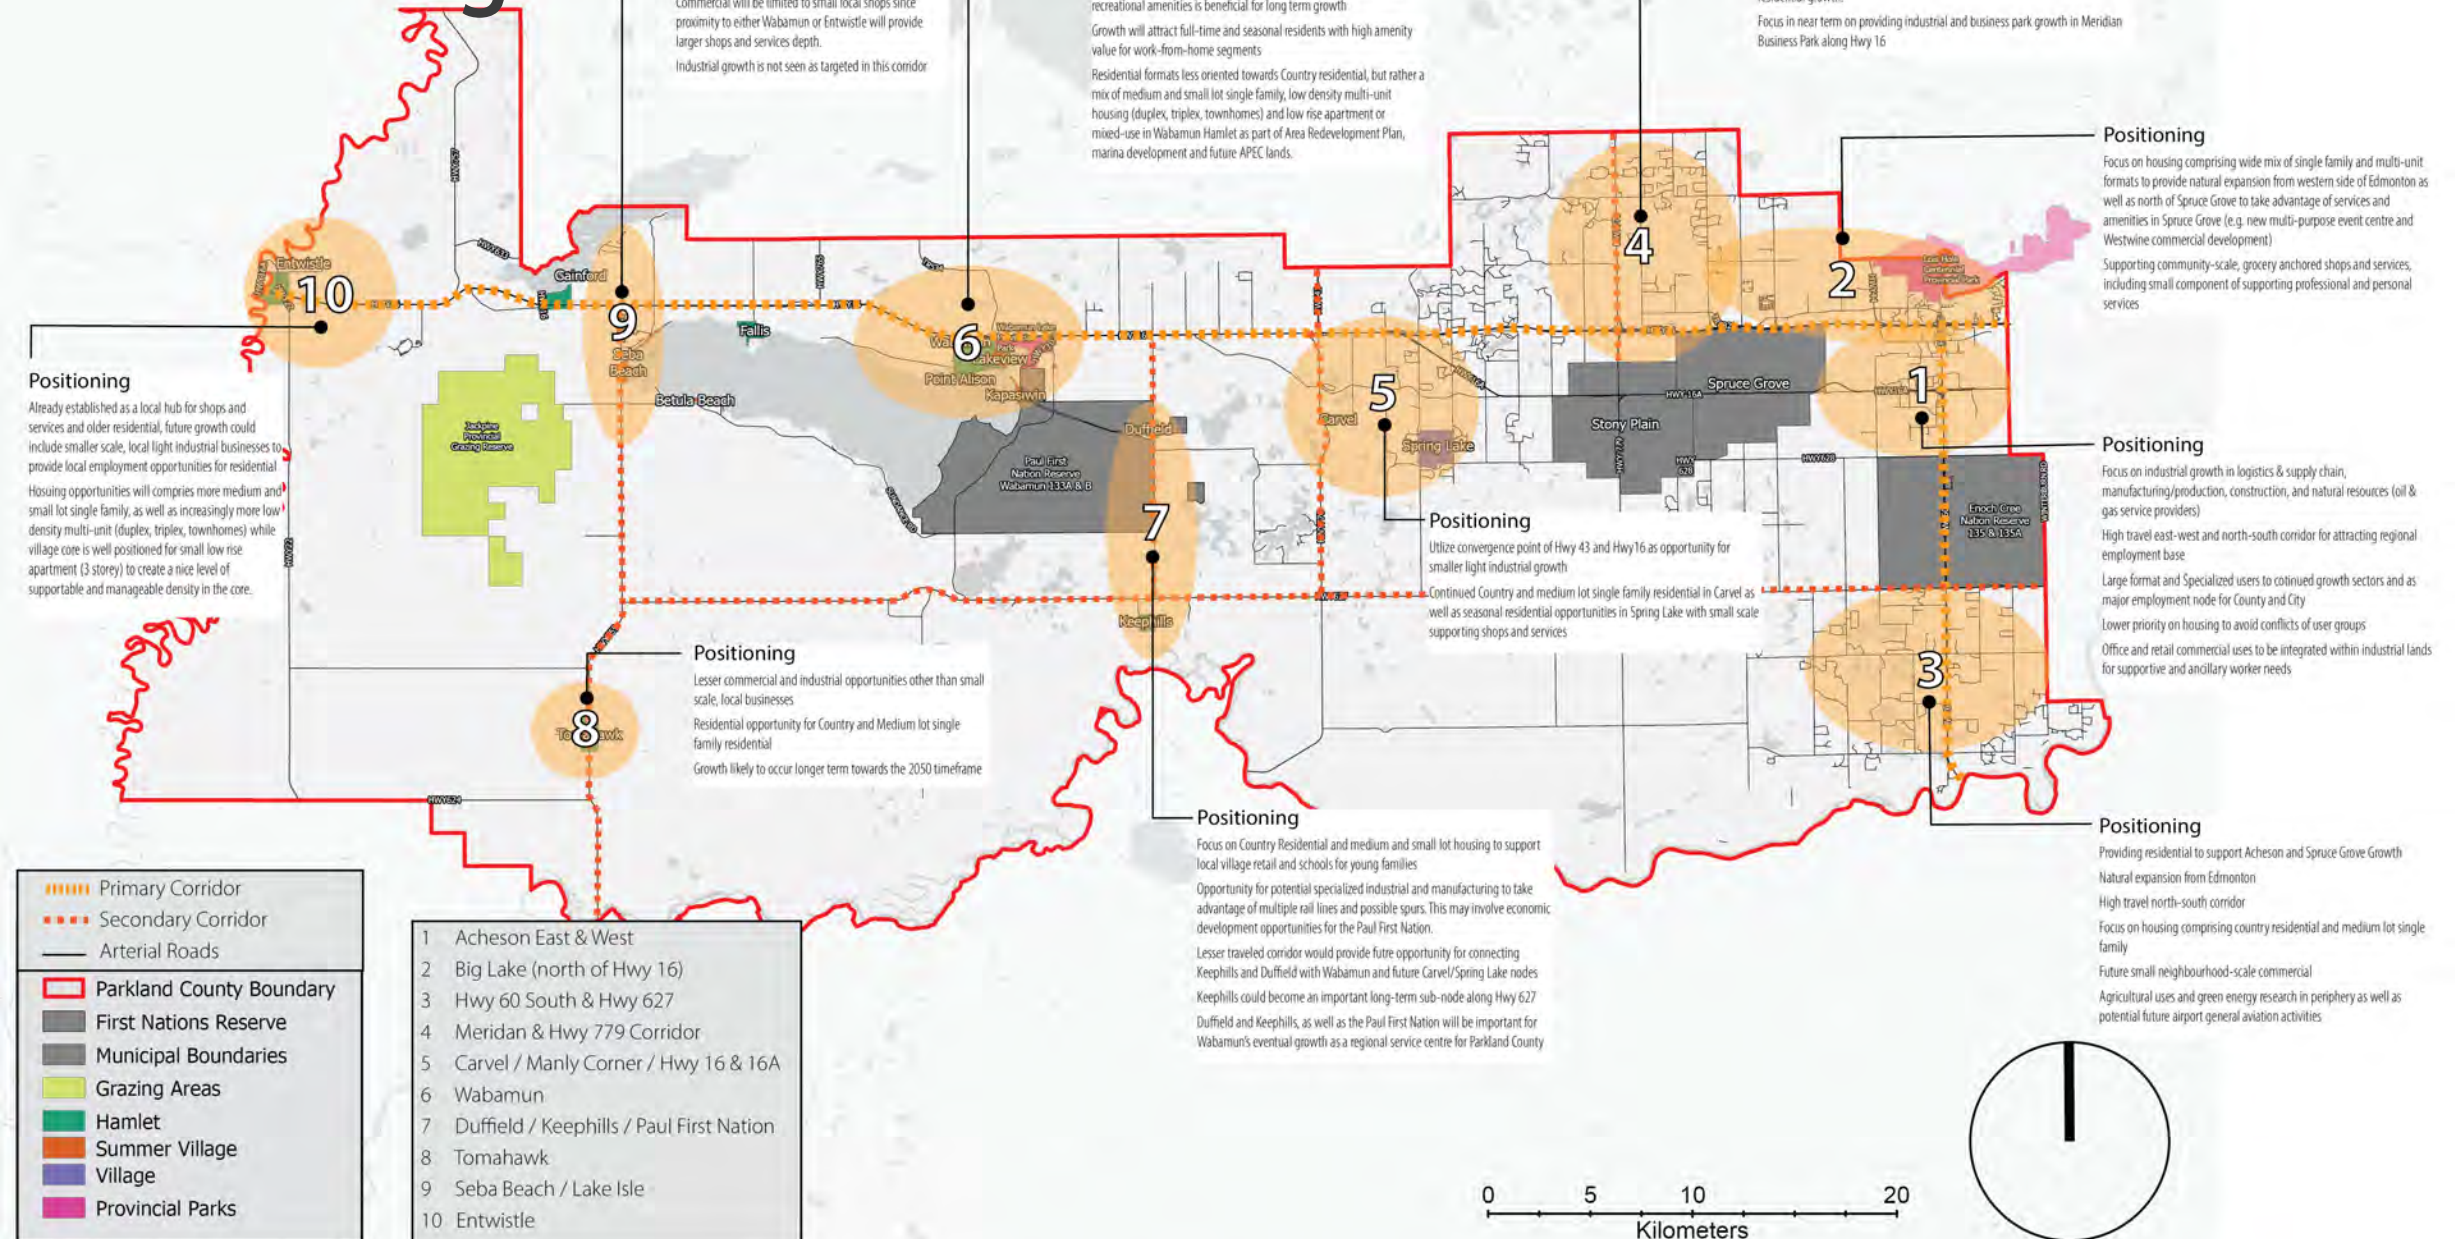 Commercial will be limited to small local shops since
proximity to either Wabamun or Entwistle will provide
larger shops and services depth.
Industrial growth is not seen as targeted in this corridor
recreational amenities is beneficial for long term growth
Growth will attract full-time and seasonal residents with high amenity
value for work-from-home segments
Residential formats less oriented towards Country residential, but rather a
mix of medium and small lot single family, low density multi-unit
housing (duplex, triplex, townhomes) and low rise apartment or
mixed-use in Wabamun Hamlet as part of Area Redevelopment Plan,
marina development and future APEC lands.
Focus in near term on providing industrial and business park growth in Meridian
Business Park along Hwy 16
Positioning
Focus on housing comprising wide mix of single family and multi-unit
formats to provide natural expansion from western side of Edmonton as
well as north of Spruce Grove to take advantage of services and
amenities in Spruce Grove (e.g. new multi-purpose event centre and
Westwine commercial development)
Supporting community-scale, grocery anchored shops and services,
including small component of supporting professional and personal
services
Positioning
Already established as a local hub for shops and
services and older residential, future growth could
include smaller scale, local light industrial businesses to
provide local employment opportunities for residential
Hosuing opportunities will compries more medium and
small lot single family, as well as increasingly more low
density multi-unit (duplex, triplex, townhomes) while
village core is well positioned for small low rise
apartment (3 storey) to create a nice level of
supportable and manageable density in the core.
Positioning
Focus on industrial growth in logistics & supply chain,
manufacturing/production, construction, and natural resources (oil &
gas service providers)
High travel east-west and north-south corridor for attracting regional
employment base
Large format and Specialized users to cotinued growth sectors and as
major employment node for County and City
Lower priority on housing to avoid conflicts of user groups
Office and retail commercial uses to be integrated within industrial lands
for supportive and ancillary worker needs
Positioning
Utlize convergence point of Hwy 43 and Hwy16 as opportunity for
smaller light industrial growth
Continued Country and medium lot single family residential in Carvel as
well as seasonal residential opportunities in Spring Lake with small scale
supporting shops and services
Positioning
Lesser commercial and industrial opportunities other than small
scale, local businesses
Residential opportunity for Country and Medium lot single
family residential
Growth likely to occur longer term towards the 2050 timeframe
Positioning
Focus on Country Residential and medium and small lot housing to support
local village retail and schools for young families
Opportunity for potential specialized industrial and manufacturing to take
advantage of multiple rail lines and possible spurs. This may involve economic
development opportunities for the Paul First Nation.
Lesser traveled corridor would provide futre opportunity for connecting
Keephills and Duffield with Wabamun and future Carvel/Spring Lake nodes
Keephills could become an important long-term sub-node along Hwy 627
Duffield and Keephills, as well as the Paul First Nation will be important for
Wabamun's eventual growth as a regional service centre for Parkland County
Positioning
Providing residential to support Acheson and Spruce Grove Growth
Natural expansion from Edmonton
High travel north-south corridor
Focus on housing comprising country residential and medium lot single
family
Future small neighbourhood-scale commercial
Agricultural uses and green energy research in periphery as well as
potential future airport general aviation activities
Entwistle
10
Gainford
9
Seba
Beach
Fallis
Betula Beach
6
Point Alison
Kapasiwin
Jackpine
Provincial
Grazing Reserve
Paul First
Nation Reserve
Wabamun 133A & B
Duffield
7
Keephills
8
5
Carvel
Spring Lake
4
2
Lois Hole
Centennial
Provincial Park
1
Spruce Grove
HWY 16A
Stony Plain
HWY779
HWY
628
HWY628
Enoch Cree
Nation Reserve
135 & 135A
3
HWY757
HWY633
HWY22
HWY624
Primary Corridor
Secondary Corridor
Arterial Roads
Parkland County Boundary
First Nations Reserve
Municipal Boundaries
Grazing Areas
Hamlet
Summer Village
Village
Provincial Parks
1 Acheson East & West
2 Big Lake (north of Hwy 16)
3 Hwy 60 South & Hwy 627
4 Meridan & Hwy 779 Corridor
5 Carvel / Manly Corner / Hwy 16 & 16A
6 Wabamun
7 Duffield / Keephills / Paul First Nation
8 Tomahawk
9 Seba Beach / Lake Isle
10 Entwistle
0 5 10 20
Kilometers